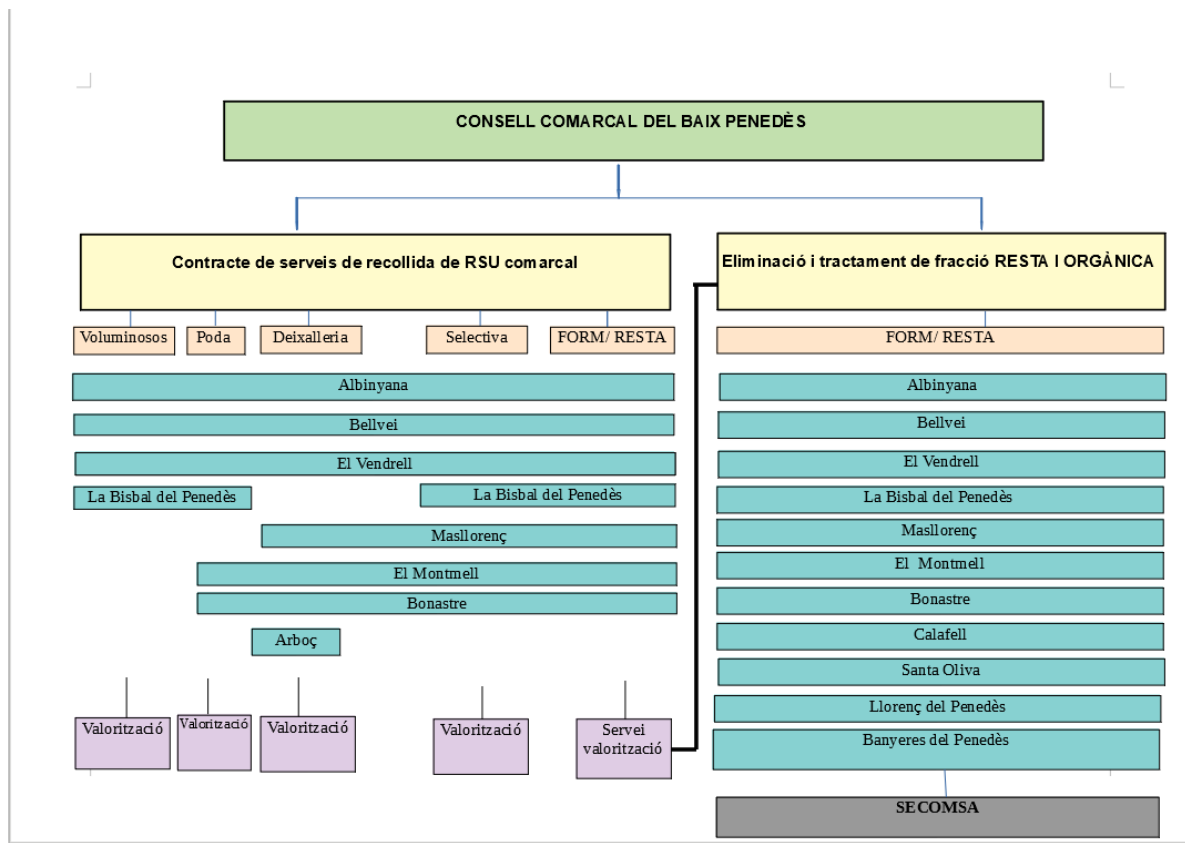 CONSELL COMARCAL DEL BAIX PENEDÈS
Contracte de serveis de recollida de RSU comarcal
Eliminació i tractament de fracció RESTA I ORGÀNICA
Voluminosos
Poda
Deixalleria
Selectiva
FORM/ RESTA
FORM/ RESTA
Albinyana
Bellvei
El Vendrell
La Bisbal del Penedès
La Bisbal del Penedès
Masllorenç
El Montmell
Bonastre
Arboç
Valorització
Valorització
Valorització
Valorització
Servei
valorització
Albinyana
Bellvei
El Vendrell
La Bisbal del Penedès
Masllorenç
El  Montmell
Bonastre
Calafell
Santa Oliva
Llorenç del Penedès
Banyeres del Penedès
SECOMSA